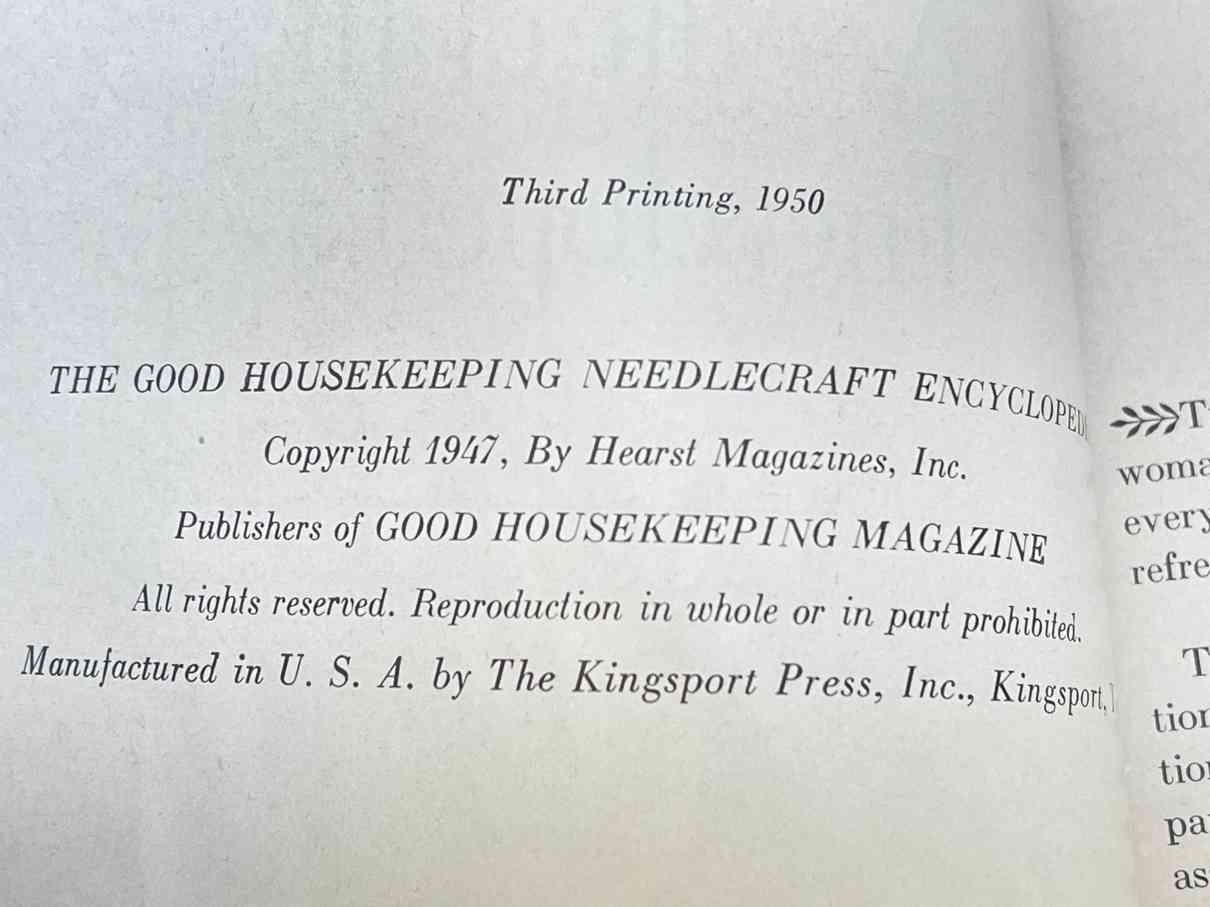 Third Printing, 1950
THE GOOD HOUSEKEEPING NEEDLECRAFT
Copyright 1947, By Hearst Magazines, Inc.
Publishers of GOOD HOUSEKEEPING MAGAZINE
All rights reserved. Reproduction in whole or in part prohibited.
Manufactured in U. S. A. by The Kingsport Press, Inc., Kingsport,